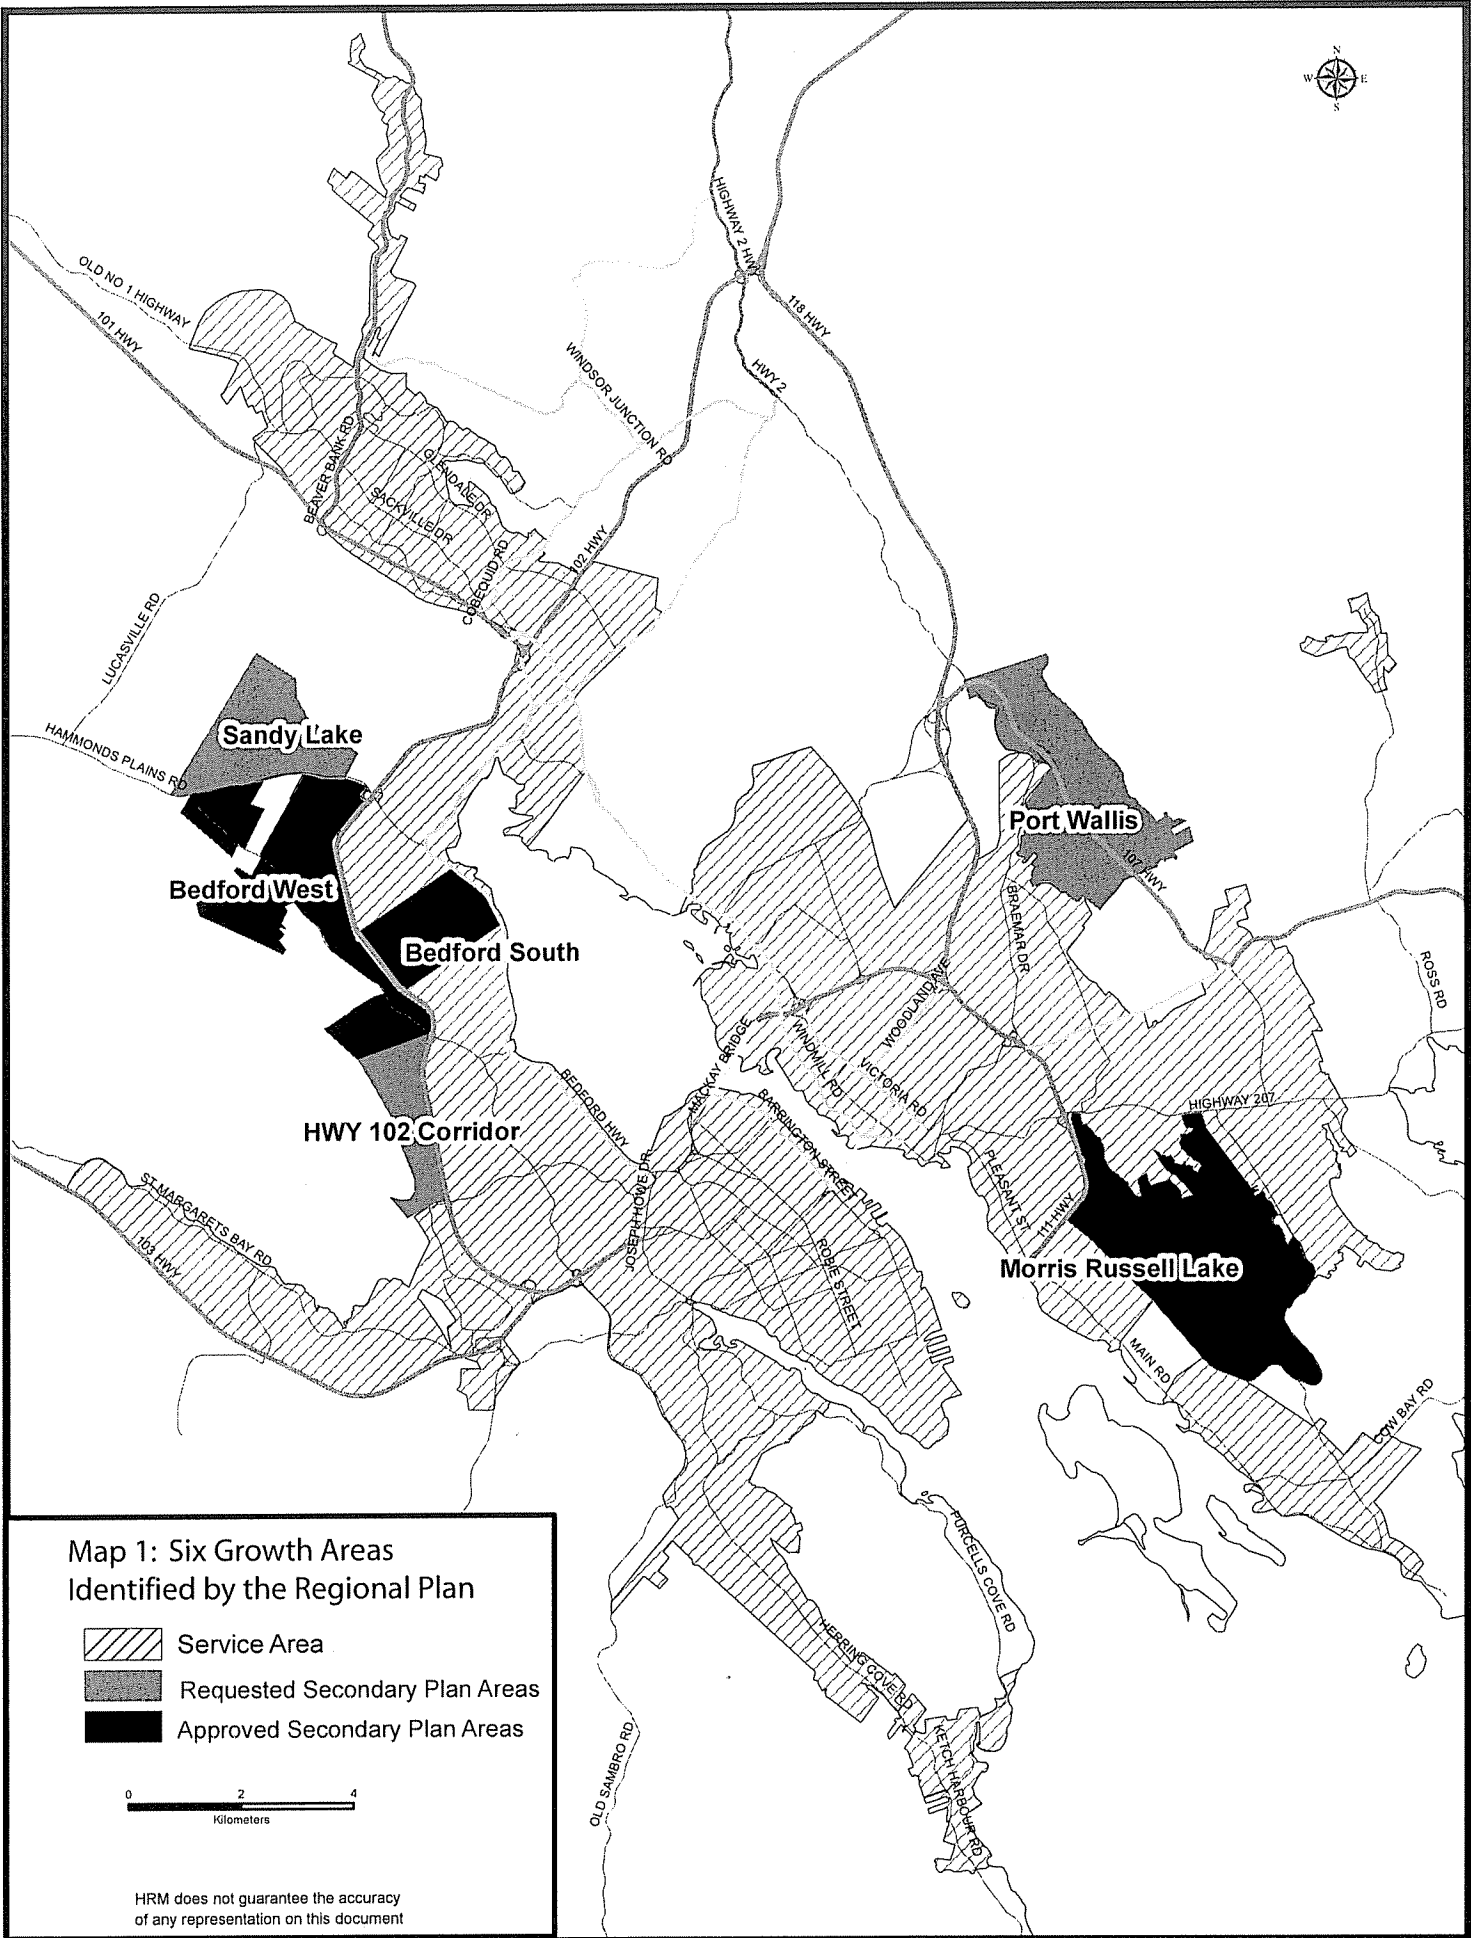 N
W E
S
HIGHWAY 2 HWY
OLD NO 1 HIGHWAY
101 HWY
118 HWY
WINDSOR JUNCTION RD
HWY 2
BEAVER BANK RD
GLENDALE DR
SACKVILLE DR
COBEQUID RD
102 HWY
LUCASVILLE RD
Sandy Lake
HAMMONDS PLAINS RD
Port Wallis
107 HWY
Bedford West
BRAEMAR DR
Bedford South
ROSS RD
WOODLAND AVE
MACKAY BRIDGE
WINDMILL RD
VICTORIA RD
BEDFORD HWY
BARRINGTON STREET
HIGHWAY 207
HWY 102 Corridor
PLEASANT ST
ST MARGARETS BAY RD
JOSEPH HOWE DR
111 HWY
103 HWY
ROBIE STREET
Morris Russell Lake
MAIN RD
COW BAY RD
PURCELLS COVE RD
HERRING COVE RD
OLD SAMBRO RD
KETCH HARBOUR RD
Map 1: Six Growth Areas
Identified by the Regional Plan
Service Area
Requested Secondary Plan Areas
Approved Secondary Plan Areas
0 2 4
Kilometers
HRM does not guarantee the accuracy
of any representation on this document